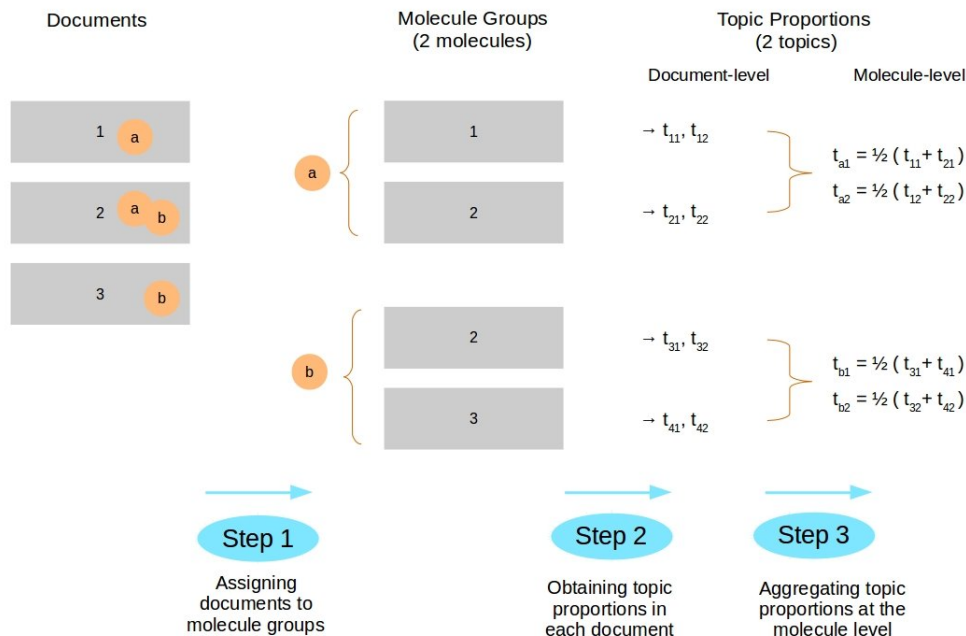 Documents
Molecule Groups
(2 molecules)
Topic Proportions
(2 topics)
Document-level
Molecule-level
1
a
2
a
b
3
b
a
1
2
→ t₁₁, t₁₂
→ t₂₁, t₂₂
tₐ₁ = ½ ( t₁₁+ t₂₁)
tₐ₂ = ½ ( t₁₂+ t₂₂)
b
2
3
→ t₃₁, t₃₂
→ t₄₁, t₄₂
t_b1 = ½ ( t₃₁+ t₄₁)
t_b2 = ½ ( t₃₂+ t₄₂)
Step 1
Assigning
documents to
molecule groups
Step 2
Obtaining topic
proportions in
each document
Step 3
Aggregating topic
proportions at the
molecule level